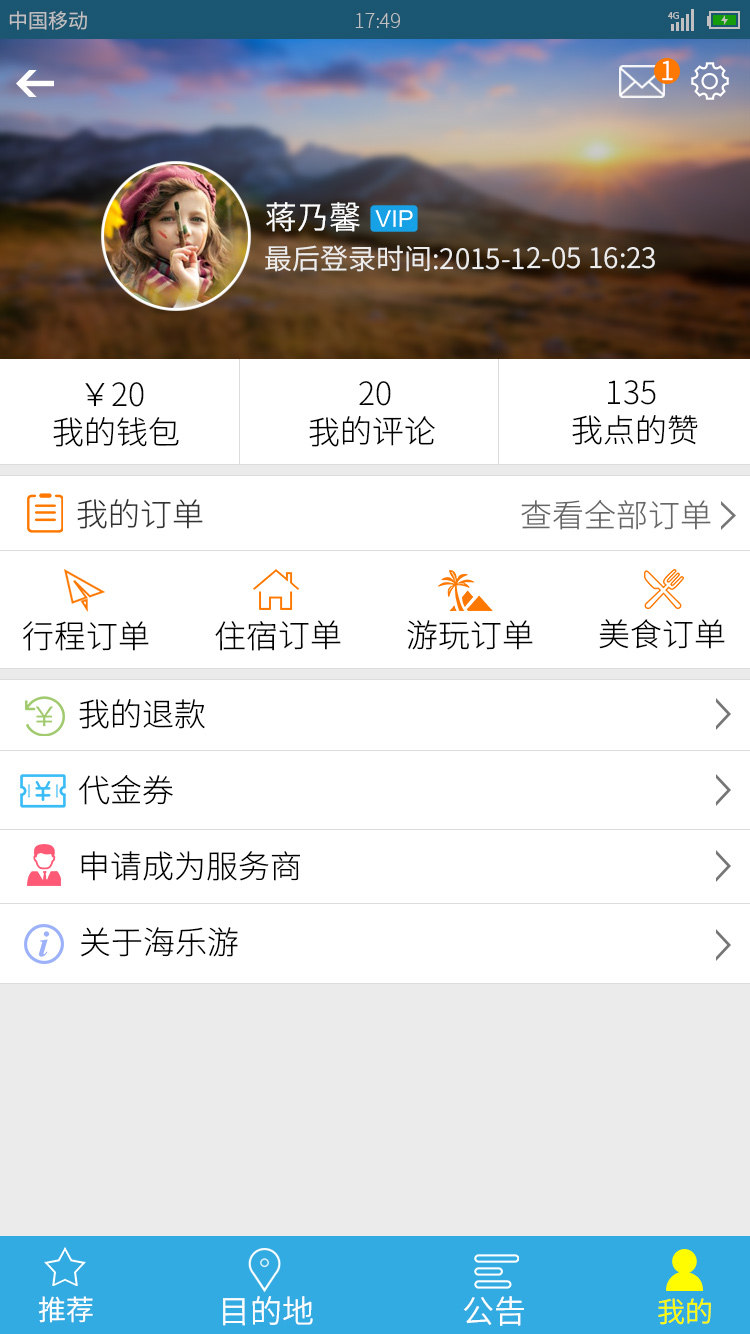 中国移动 17:49 4G
1
蒋乃馨 VIP
最后登录时间:2015-12-05 16:23
￥20 20 135
我的钱包 我的评论 我点的赞
我的订单 查看全部订单
行程订单 住宿订单 游玩订单 美食订单
我的退款
代金券
申请成为服务商
关于海乐游
推荐 目的地 公告 我的